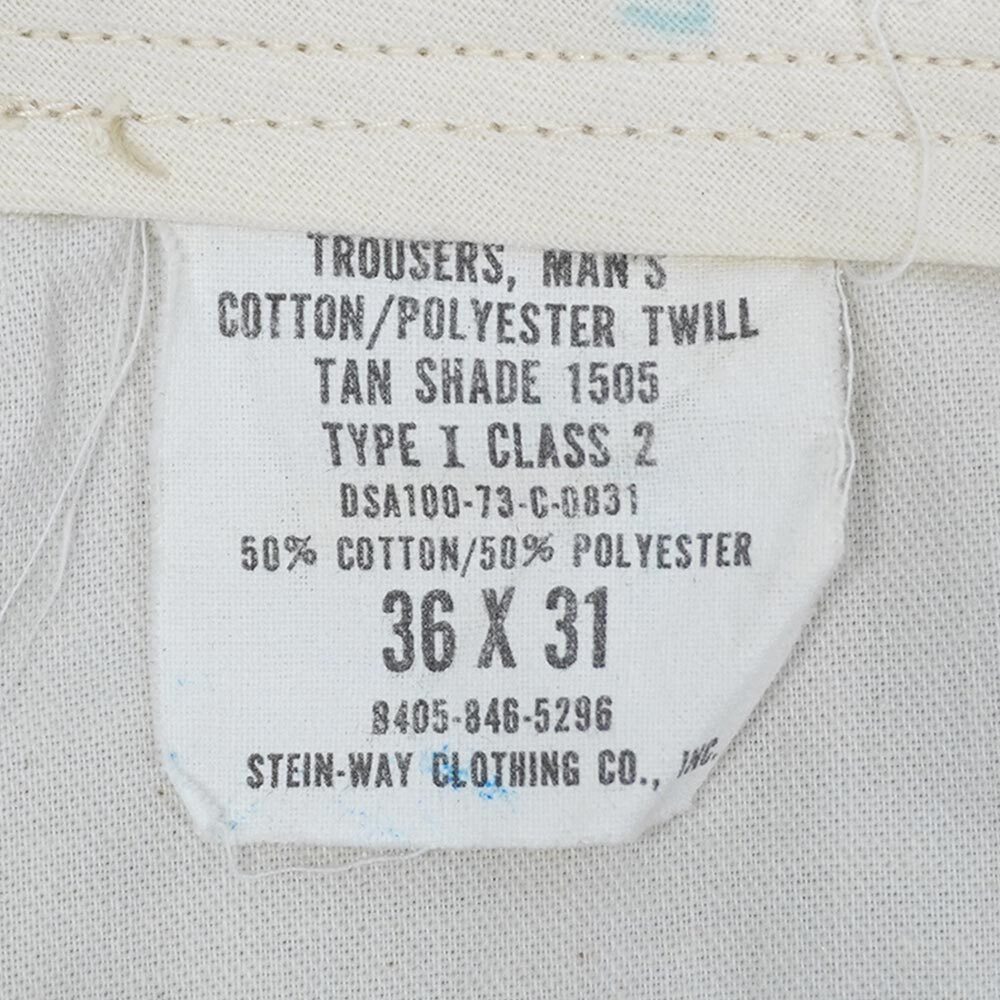 TROUSERS, MAN'S
COTTON/POLYESTER TWILL
TAN SHADE 1505
TYPE I CLASS 2
DSA100-73-C-0831
50% COTTON/50% POLYESTER
36 X 31
8405-846-5296
STEIN-WAY CLOTHING CO., INC.